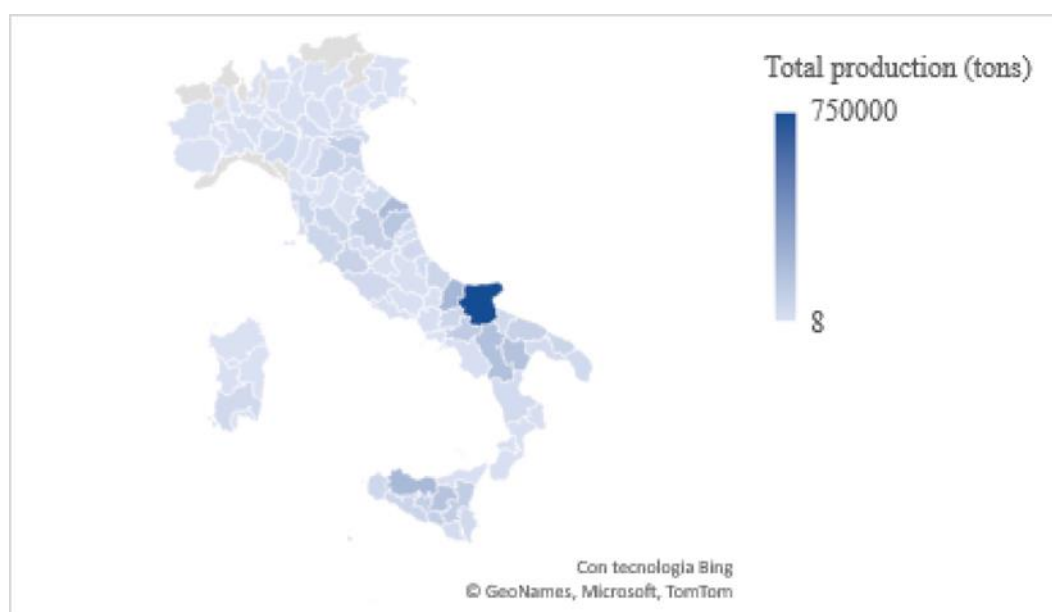 Total production (tons)
750000
8
Con tecnologia Bing
© GeoNames, Microsoft, TomTom